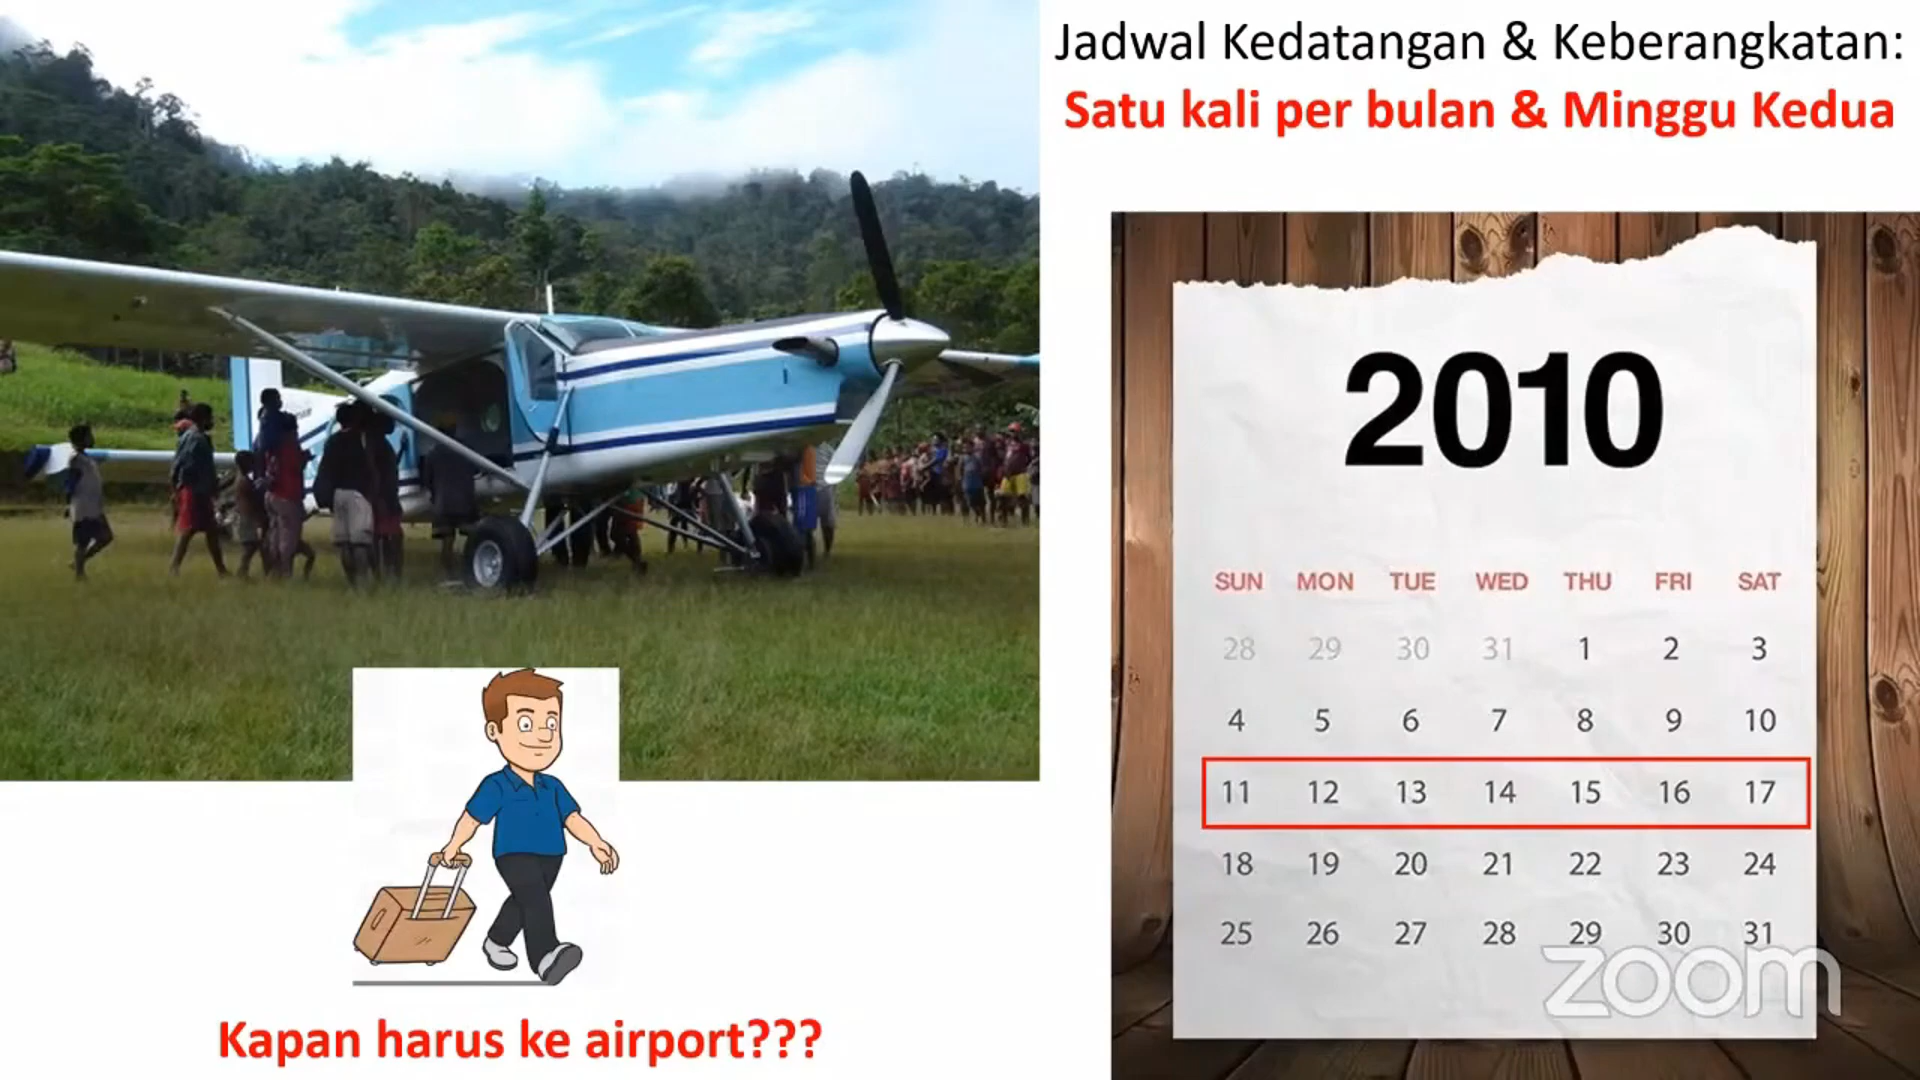 Jadwal Kedatangan & Keberangkatan:
Satu kali per bulan & Minggu Kedua
2010
SUN MON TUE WED THU FRI SAT
28 29 30 31 1 2 3
4 5 6 7 8 9 10
11 12 13 14 15 16 17
18 19 20 21 22 23 24
25 26 27 28 29 30 31
zoom
Kapan harus ke airport???